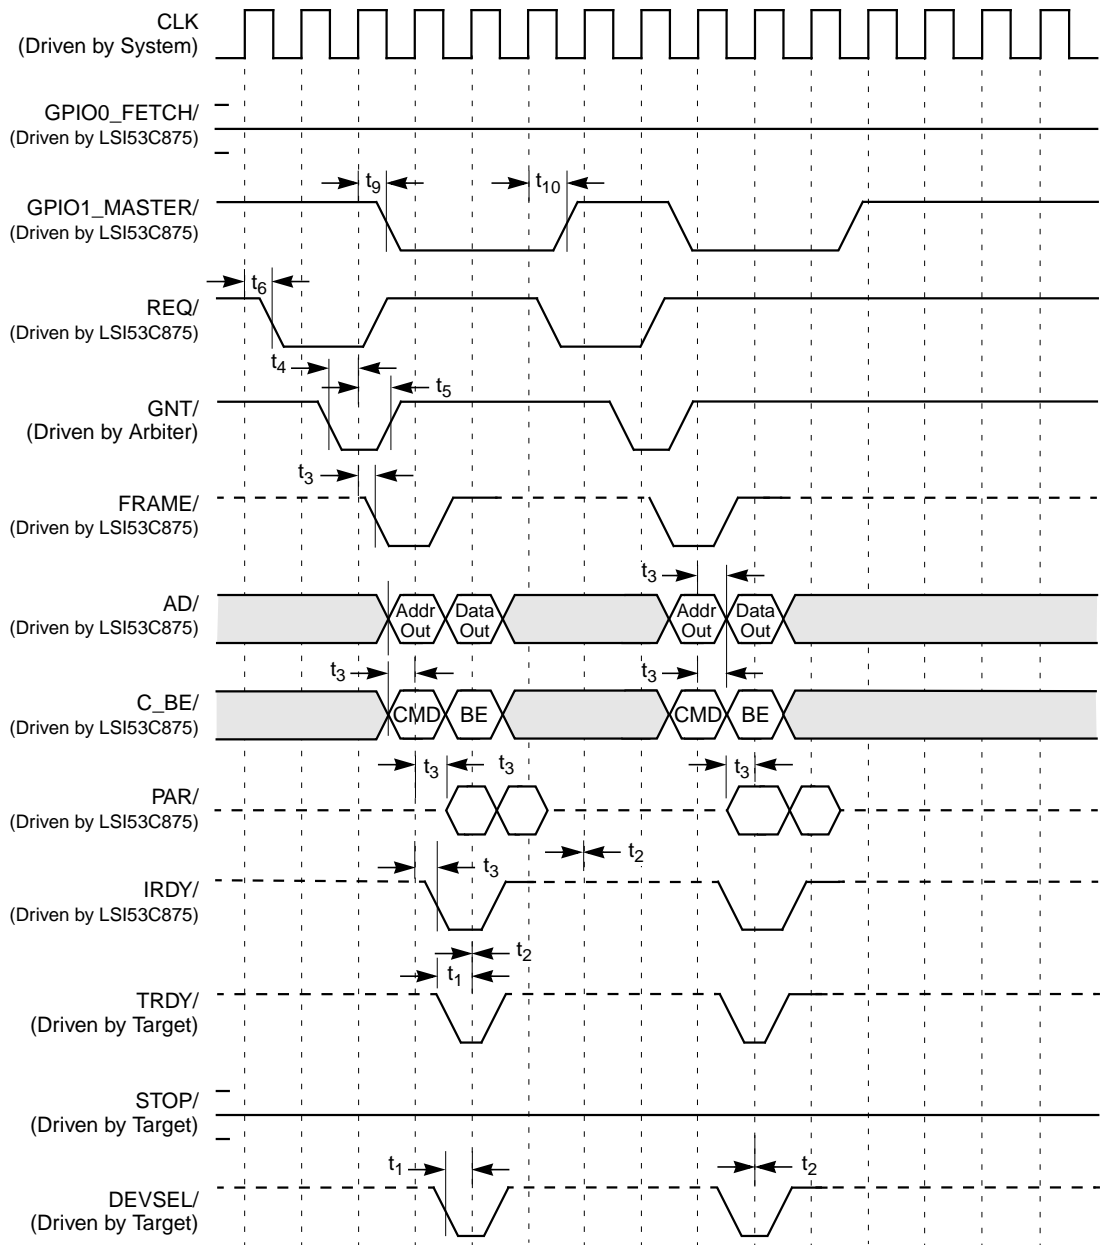 CLK
(Driven by System)
GPIO0_FETCH/
(Driven by LSI53C875)
t9 t10
GPIO1_MASTER/
(Driven by LSI53C875)
t6
REQ/
(Driven by LSI53C875)
t4
t5
GNT/
(Driven by Arbiter)
t3
FRAME/
(Driven by LSI53C875)
t3
AD/
(Driven by LSI53C875)
Addr Out
Data Out
Addr Out
Data Out
t3 t3
C_BE/
(Driven by LSI53C875)
CMD BE CMD BE
t3 t3 t3
PAR/
(Driven by LSI53C875)
t2
t3
IRDY/
(Driven by LSI53C875)
t2
t1
TRDY/
(Driven by Target)
STOP/
(Driven by Target)
t1 t2
DEVSEL/
(Driven by Target)